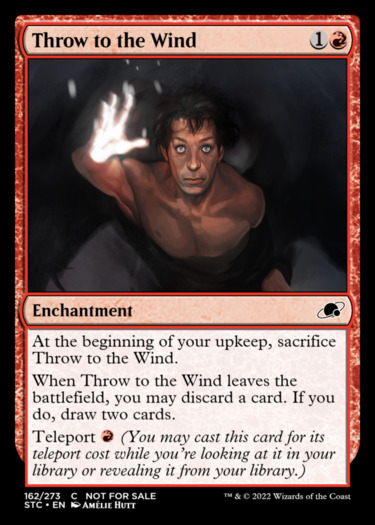 Throw to the Wind 1
Enchantment
At the beginning of your upkeep, sacrifice
Throw to the Wind.
When Throw to the Wind leaves the
battlefield, you may discard a card. If you
do, draw two cards.
Teleport (You may cast this card for its
teleport cost while you're looking at it in your
library or revealing it from your library.)
162/273 C NOT FOR SALE
STC • EN AMÉLIE HUTT
™ & © 2022 Wizards of the Coast